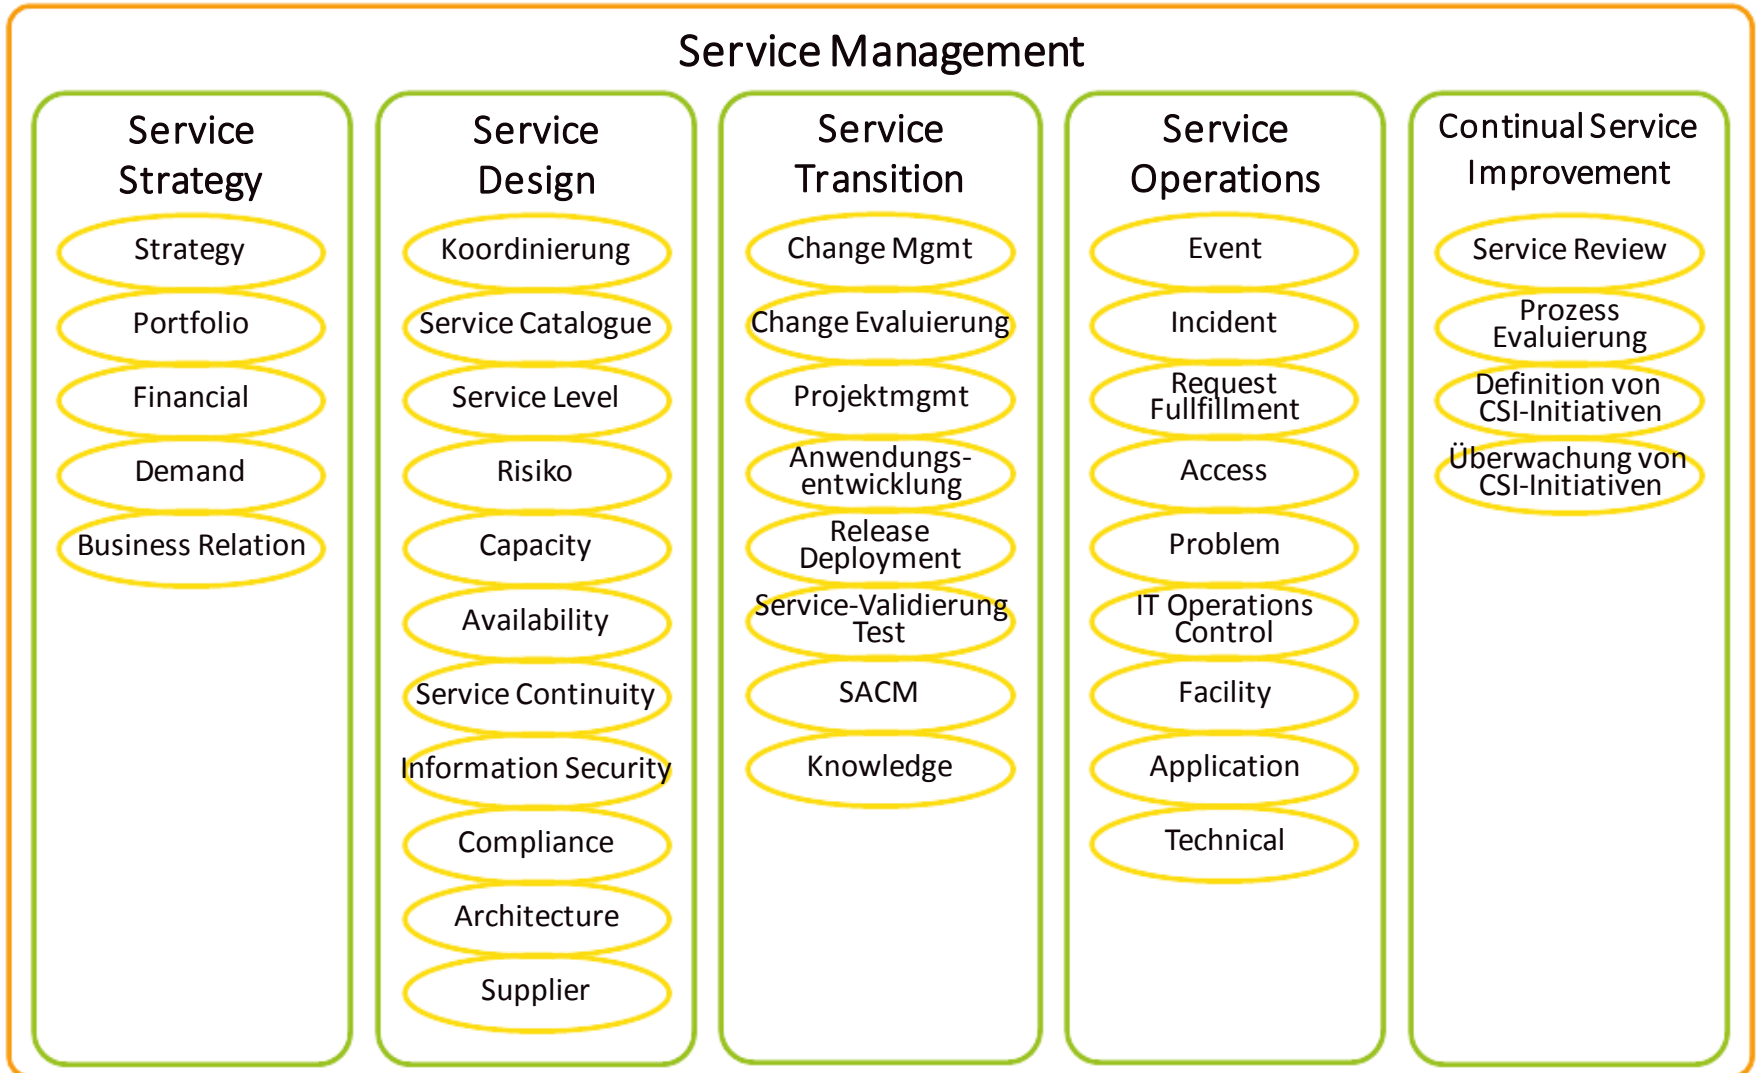 Service Management
Service
Strategy
Strategy
Portfolio
Financial
Demand
Business Relation
Service
Design
Koordinierung
Service Catalogue
Service Level
Risiko
Capacity
Availability
Service Continuity
Information Security
Compliance
Architecture
Supplier
Service
Transition
Change Mgmt
Change Evaluierung
Projektmgmt
Anwendungs-
entwicklung
Release
Deployment
Service-Validierung
Test
SACM
Knowledge
Service
Operations
Event
Incident
Request
Fullfillment
Access
Problem
IT Operations
Control
Facility
Application
Technical
Continual Service
Improvement
Service Review
Prozess
Evaluierung
Definition von
CSI-Initiativen
Überwachung von
CSI-Initiativen